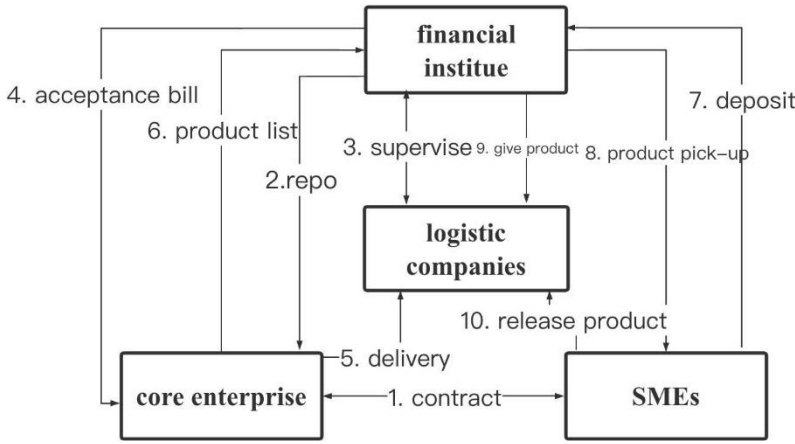 financial
institue
4. acceptance bill
7. deposit
6. product list
3. supervise
9. give product
8. product pick-up
2.repo
logistic
companies
10. release product
5. delivery
core enterprise
1. contract
SMEs